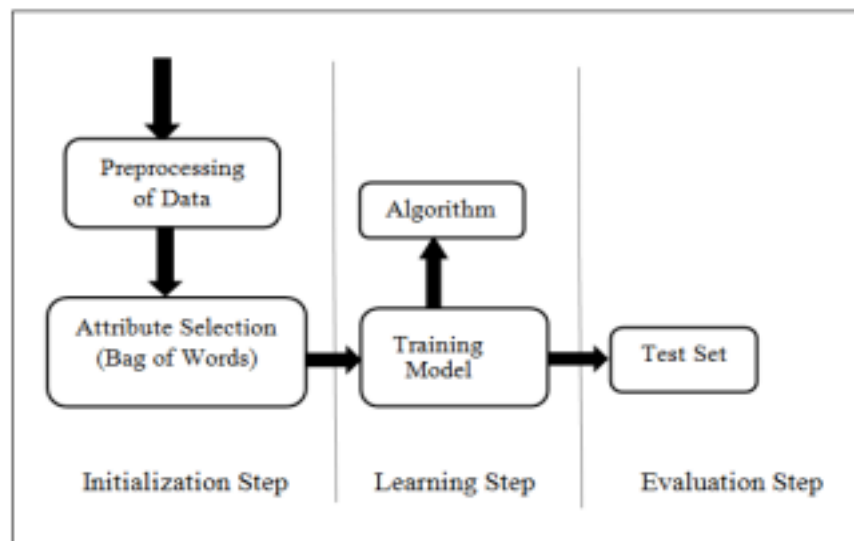 Preprocessing
of Data
Attribute Selection
(Bag of Words)
Algorithm
Training
Model
Test Set
Initialization Step
Learning Step
Evaluation Step